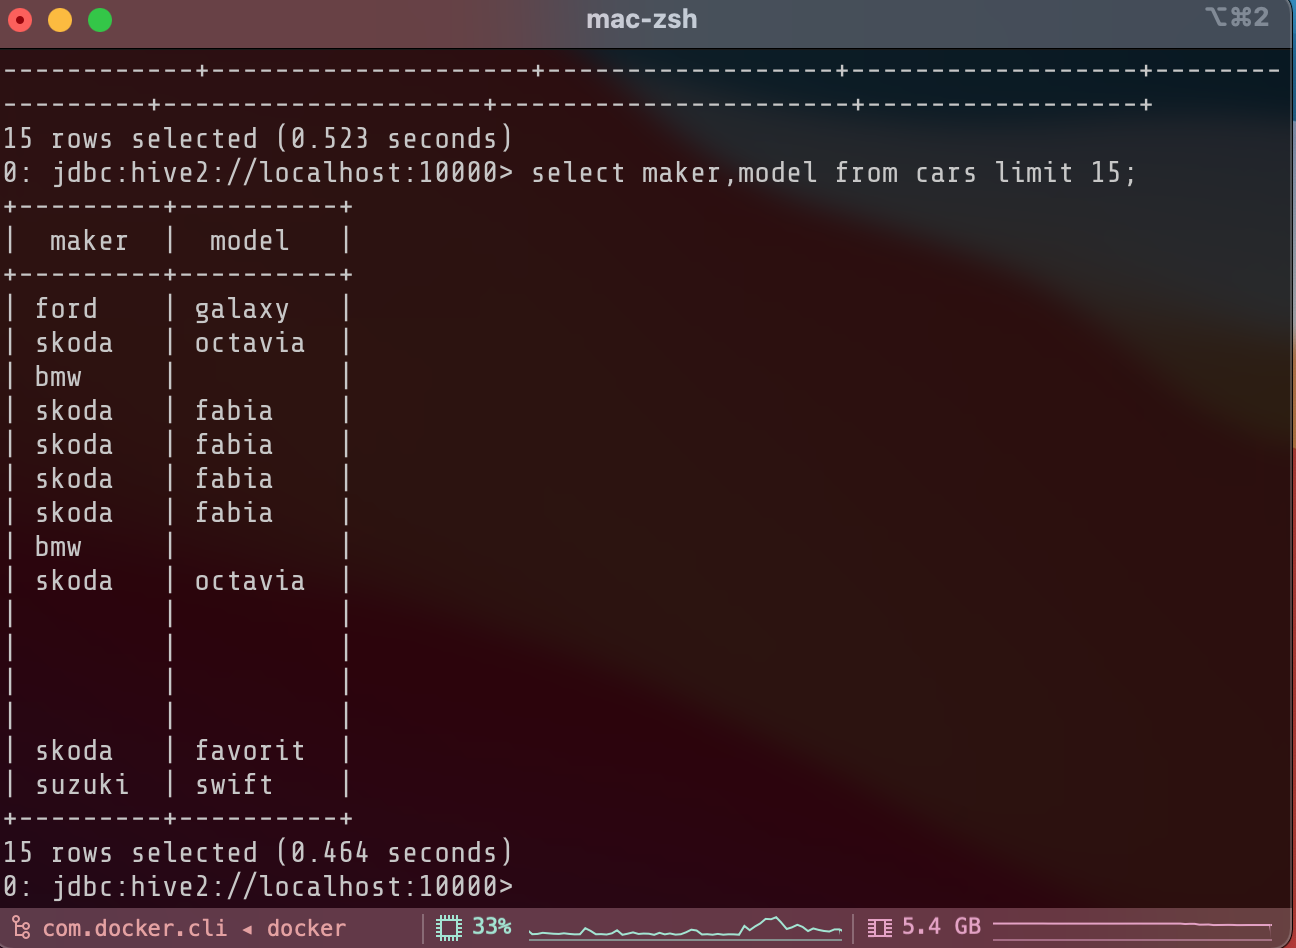 mac-zsh ⌥⌘2
------------+--------------------+------------------+------------------+--------
---------+--------------------+----------------------+-----------------+
15 rows selected (0.523 seconds)
0: jdbc:hive2://localhost:10000> select maker,model from cars limit 15;
+---------+----------+
|  maker  |  model   |
+---------+----------+
| ford    | galaxy   |
| skoda   | octavia  |
| bmw     |          |
| skoda   | fabia    |
| skoda   | fabia    |
| skoda   | fabia    |
| skoda   | fabia    |
| bmw     |          |
| skoda   | octavia  |
|         |          |
|         |          |
|         |          |
|         |          |
| skoda   | favorit  |
| suzuki  | swift    |
+---------+----------+
15 rows selected (0.464 seconds)
0: jdbc:hive2://localhost:10000>
com.docker.cli ◂ docker 33% 5.4 GB